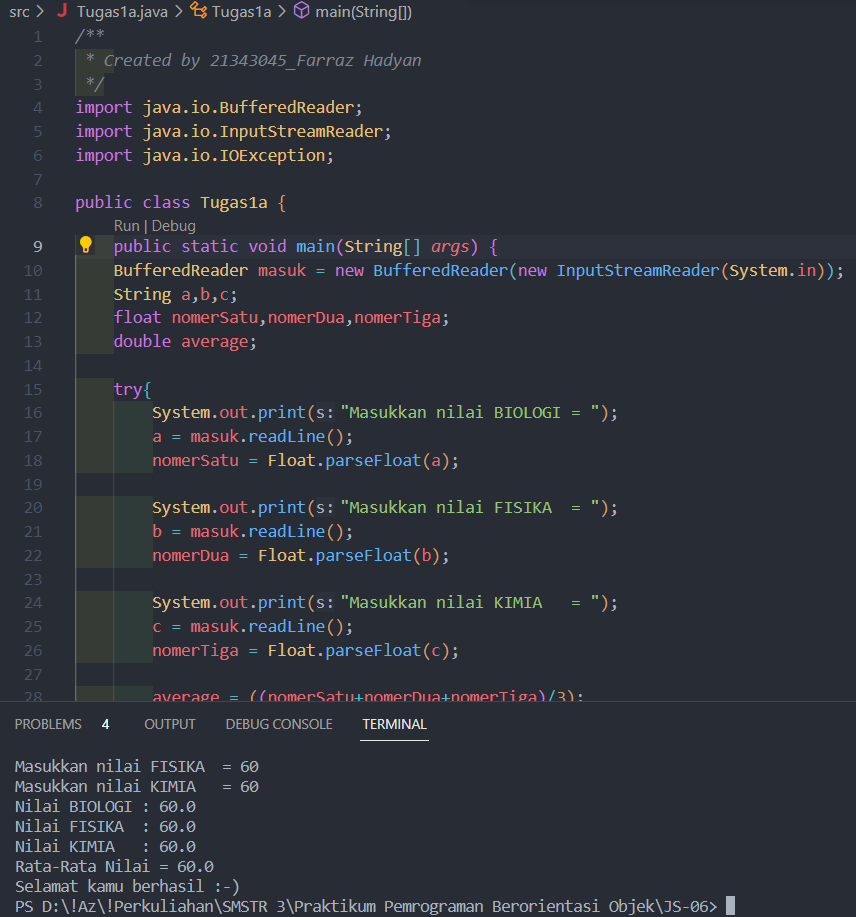 src > Tugas1a.java > Tugas1a > main(String[])
1 /**
2  * Created by 21343045_Farraz Hadyan
3  */
4 import java.io.BufferedReader;
5 import java.io.InputStreamReader;
6 import java.io.IOException;
7
8 public class Tugas1a {
Run | Debug
9     public static void main(String[] args) {
10     BufferedReader masuk = new BufferedReader(new InputStreamReader(System.in));
11     String a,b,c;
12     float nomerSatu,nomerDua,nomerTiga;
13     double average;
14
15     try{
16         System.out.print(s: "Masukkan nilai BIOLOGI = ");
17         a = masuk.readLine();
18         nomerSatu = Float.parseFloat(a);
19
20         System.out.print(s: "Masukkan nilai FISIKA  = ");
21         b = masuk.readLine();
22         nomerDua = Float.parseFloat(b);
23
24         System.out.print(s: "Masukkan nilai KIMIA   = ");
25         c = masuk.readLine();
26         nomerTiga = Float.parseFloat(c);
27
28         average = ((nomerSatu+nomerDua+nomerTiga)/3);
PROBLEMS 4 OUTPUT DEBUG CONSOLE TERMINAL
Masukkan nilai FISIKA  = 60
Masukkan nilai KIMIA   = 60
Nilai BIOLOGI : 60.0
Nilai FISIKA  : 60.0
Nilai KIMIA   : 60.0
Rata-Rata Nilai = 60.0
Selamat kamu berhasil :-)
PS D:\!Az\!Perkuliahan\SMSTR 3\Praktikum Pemrograman Berorientasi Objek\JS-06>